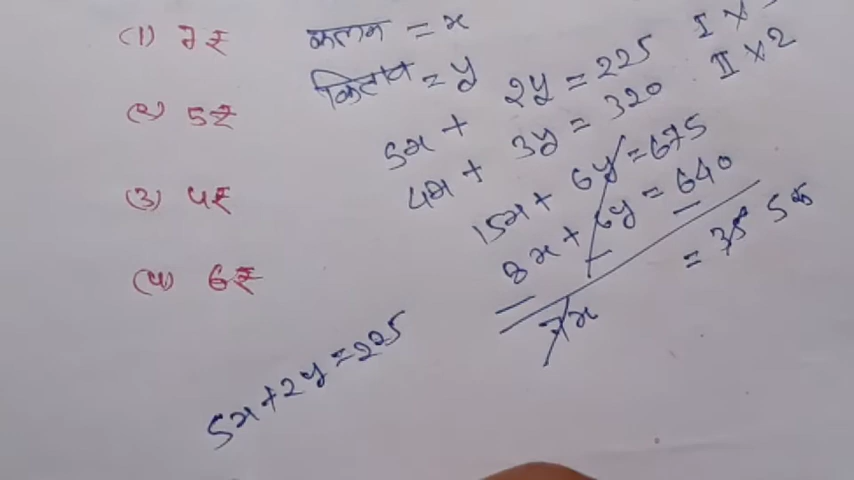 (1) 7₹
(२) 5₹
(3) 4₹
(4) 6₹
कलम = x
किताब = y
5x + 2y = 225 I ×
4x + 3y = 320 II × 2
15x + 6y = 675
8x + 6y = 640
7x = 35 5
5x + 2y = 225